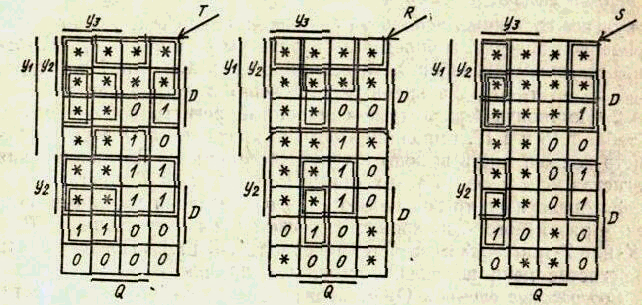 y3 T y3 R y3 S
y1 y2 * * * * y1 y2 * * * * y1 y2 * * * *
* * * * D * * * * D * * * * D
* * 0 1 * * 0 0 * * * 1
* * 1 0 * * 1 * * * 0 0
y2 * * 1 1 y2 * * 1 * y2 * * 0 1
* * 1 1 D * * 1 * D * * 0 1 D
1 1 0 0 0 1 0 * 1 0 * 0
0 0 0 0 * 0 0 * 0 * * 0
Q Q Q